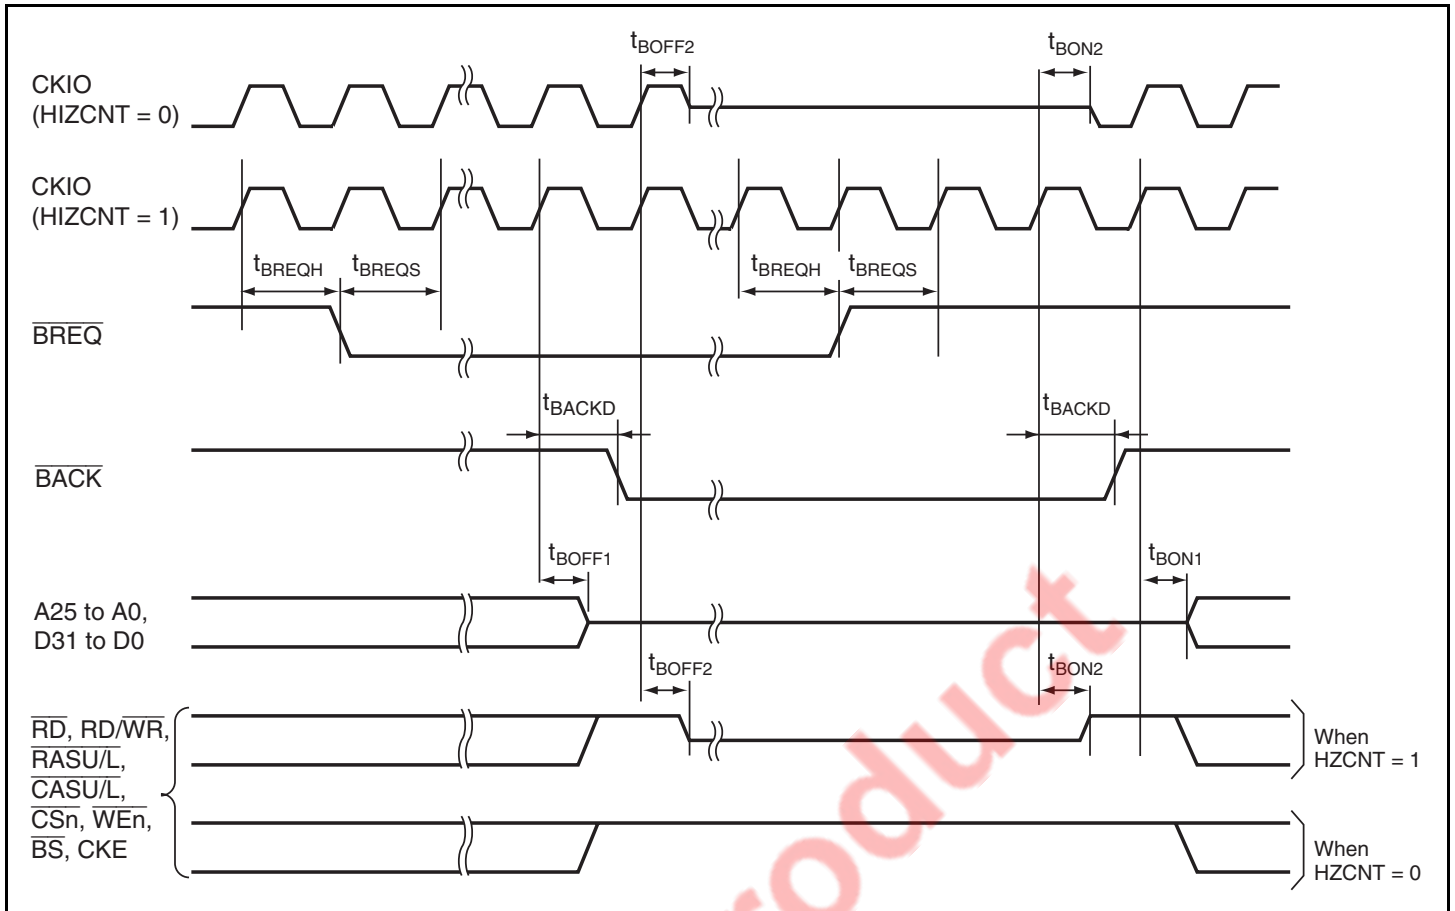 tBOFF2
tBON2
CKIO
(HIZCNT = 0)
CKIO
(HIZCNT = 1)
tBREQH
tBREQS
tBREQH
tBREQS
BREQ
tBACKD
tBACKD
BACK
tBOFF1
tBON1
A25 to A0,
D31 to D0
tBOFF2
tBON2
RD, RD/WR,
RASU/L,
CASU/L,
CSn, WEn,
BS, CKE
When
HZCNT = 1
When
HZCNT = 0
roduct